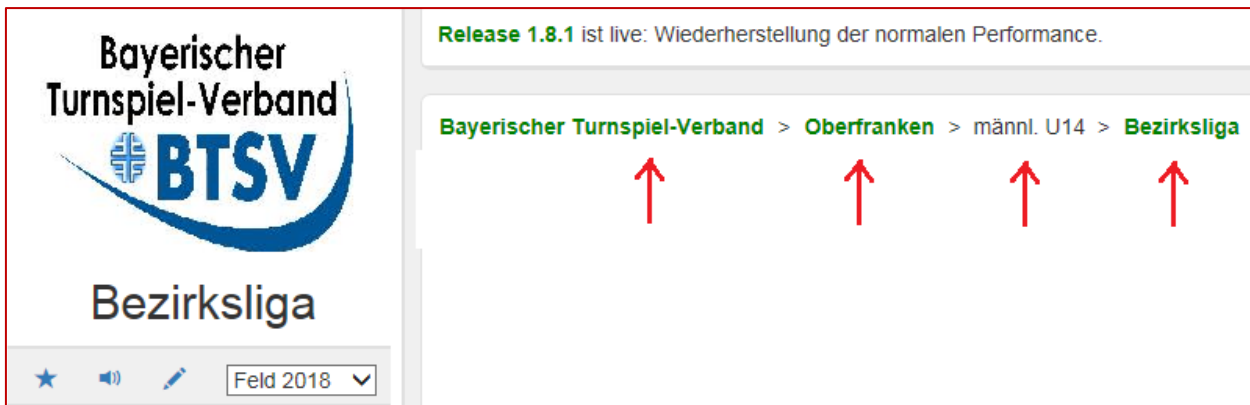 Bayerischer
Turnspiel-Verband
BTSV
Bezirksliga
Feld 2018
Release 1.8.1 ist live: Wiederherstellung der normalen Performance.
Bayerischer Turnspiel-Verband > Oberfranken > männl. U14 > Bezirksliga